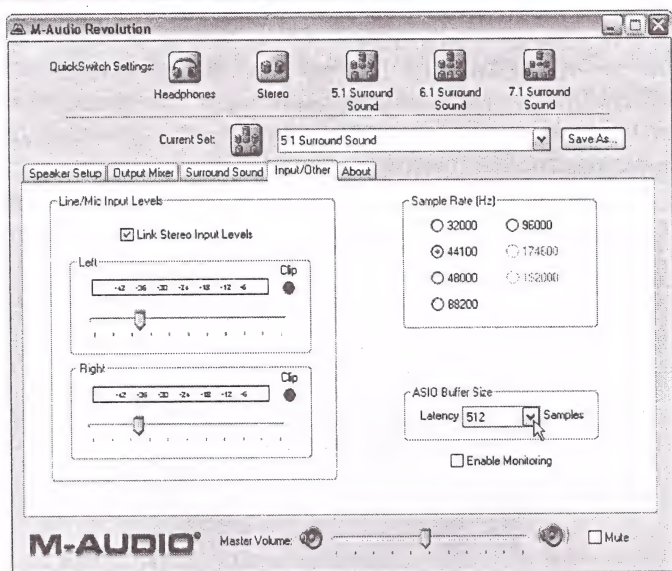 M-Audio Revolution
QuickSwitch Settings:
Headphones
Stereo
5.1 Surround Sound
6.1 Surround Sound
7.1 Surround Sound
Current Set:
5.1 Surround Sound
Save As...
Speaker Setup
Output Mixer
Surround Sound
Input/Other
About
Line/Mic Input Levels
Link Stereo Input Levels
Left
Clip
-42 -36 -30 -24 -18 -12 -6
Right
Clip
-42 -36 -30 -24 -18 -12 -6
Sample Rate (Hz)
32000
96000
44100
174600
48000
192000
88200
ASIO Buffer Size
Latency 512 Samples
Enable Monitoring
M-AUDIO®
Master Volume:
Mute